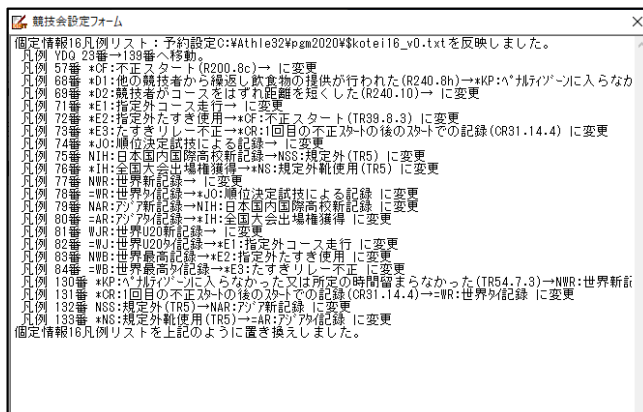 競技会設定フォーム
個定情報16凡例リスト：予約設定C:¥Athle32¥pgm2020¥$kotei16_v0.txtを反映しました。
凡例 YDQ 23番→139番へ移動。
凡例 57番 *CF:不正スタート(R200.8c)→ に変更
凡例 68番 *D1:他の競技者から繰返し飲食物の提供が行われた(R240.8h)→*KP:ﾍﾟﾅﾙﾃｨｿﾞｰﾝに入らなか
凡例 69番 *D2:競技者がコースをはずれ距離を短くした(R240.10)→ に変更
凡例 71番 *E1:指定外コース走行→ に変更
凡例 72番 *E2:指定外たすき使用→*CF:不正スタート(TR39.8.3) に変更
凡例 73番 *E3:たすきリレー不正→*CR:1回目の不正ｽﾀｰﾄの後のｽﾀｰﾄでの記録(CR31.14.4) に変更
凡例 74番 *JO:順位決定試技による記録→ に変更
凡例 75番 NIH:日本国内国際高校新記録→NSS:規定外(TR5) に変更
凡例 76番 *IH:全国大会出場権獲得→*NS:規定外靴使用(TR5) に変更
凡例 77番 NWR:世界新記録→ に変更
凡例 78番 =WR:世界ﾀｲ記録→*JO:順位決定試技による記録 に変更
凡例 79番 NAR:ｱｼﾞｱ新記録→NIH:日本国内国際高校新記録 に変更
凡例 80番 =AR:ｱｼﾞｱﾀｲ記録→*IH:全国大会出場権獲得 に変更
凡例 81番 WJR:世界U20新記録→ に変更
凡例 82番 =WJ:世界U20ﾀｲ記録→*E1:指定外コース走行 に変更
凡例 83番 NWB:世界最高記録→*E2:指定外たすき使用 に変更
凡例 84番 =WB:世界最高ﾀｲ記録→*E3:たすきリレー不正 に変更
凡例 130番 *KP:ﾍﾟﾅﾙﾃｨｿﾞｰﾝに入らなかった又は所定の時間留まらなかった(TR54.7.3)→NWR:世界新記
凡例 131番 *CR:1回目の不正ｽﾀｰﾄの後のｽﾀｰﾄでの記録(CR31.14.4)→=WR:世界ﾀｲ記録 に変更
凡例 132番 NSS:規定外(TR5)→NAR:ｱｼﾞｱ新記録 に変更
凡例 133番 *NS:規定外靴使用(TR5)→=AR:ｱｼﾞｱﾀｲ記録 に変更
個定情報16凡例リストを上記のように置き換えしました。